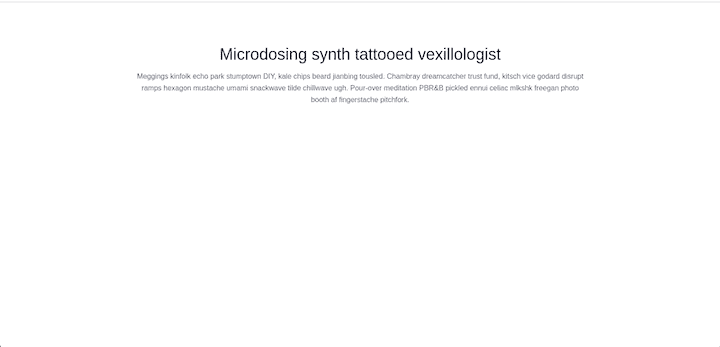 Microdosing synth tattooed vexillologist
Meggings kinfolk echo park stumptown DIY, kale chips beard jianbing tousled. Chambray dreamcatcher trust fund, kitsch vice godard disrupt
ramps hexagon mustache umami snackwave tilde chillwave ugh. Pour-over meditation PBR&B pickled ennui celiac mlkshk freegan photo
booth af fingerstache pitchfork.